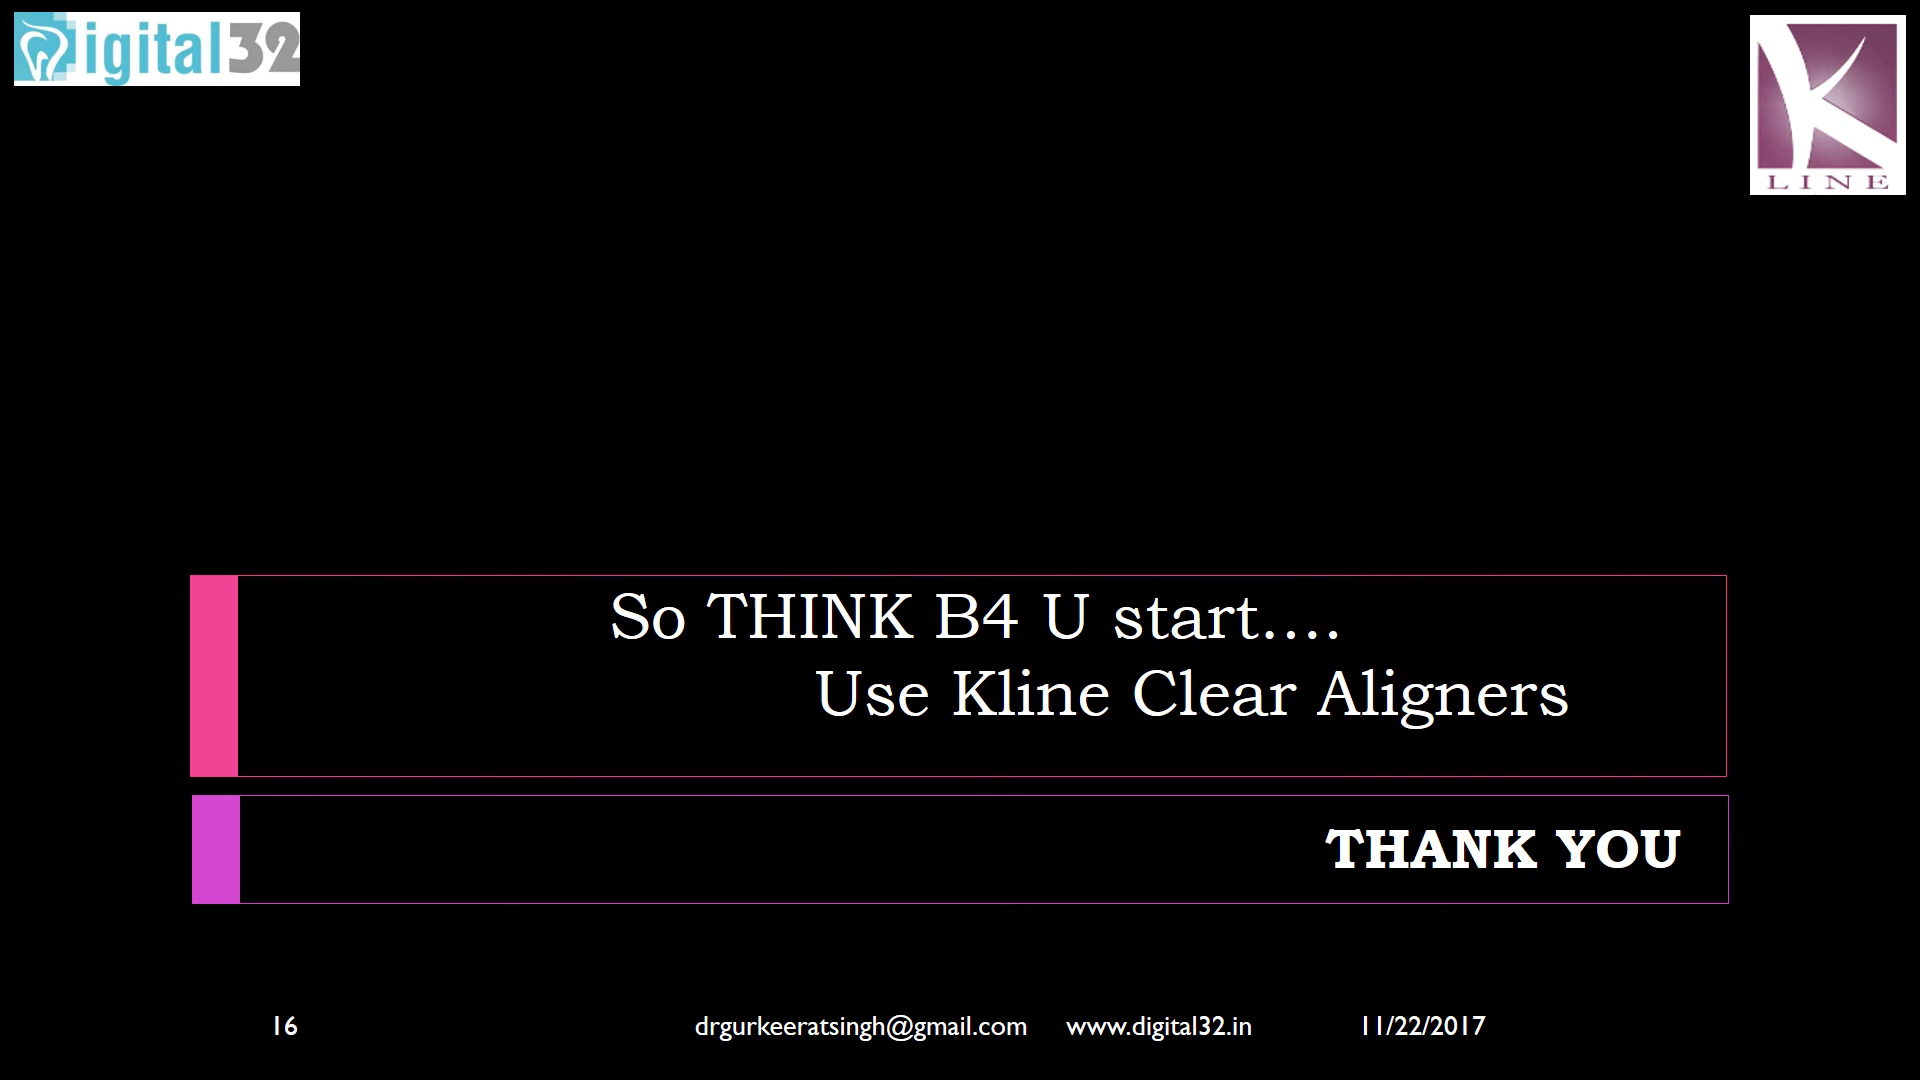 Digital32
K
LINE
So THINK B4 U start....
Use Kline Clear Aligners
THANK YOU
16 drgurkeeratsingh@gmail.com www.digital32.in 11/22/2017